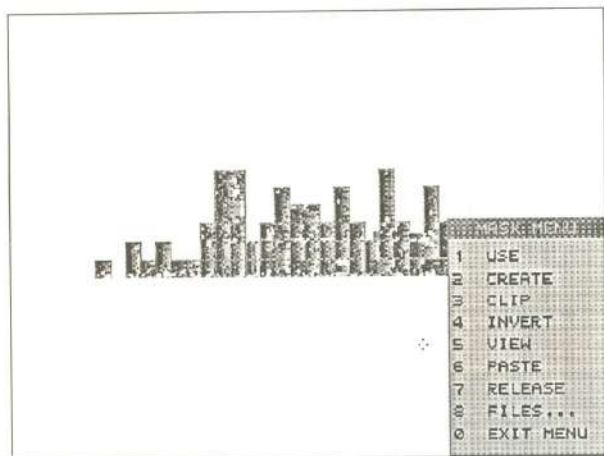 MASK MENU
1 USE
2 CREATE
3 CLIP
4 INVERT
5 VIEW
6 PASTE
7 RELEASE
8 FILES...
0 EXIT MENU